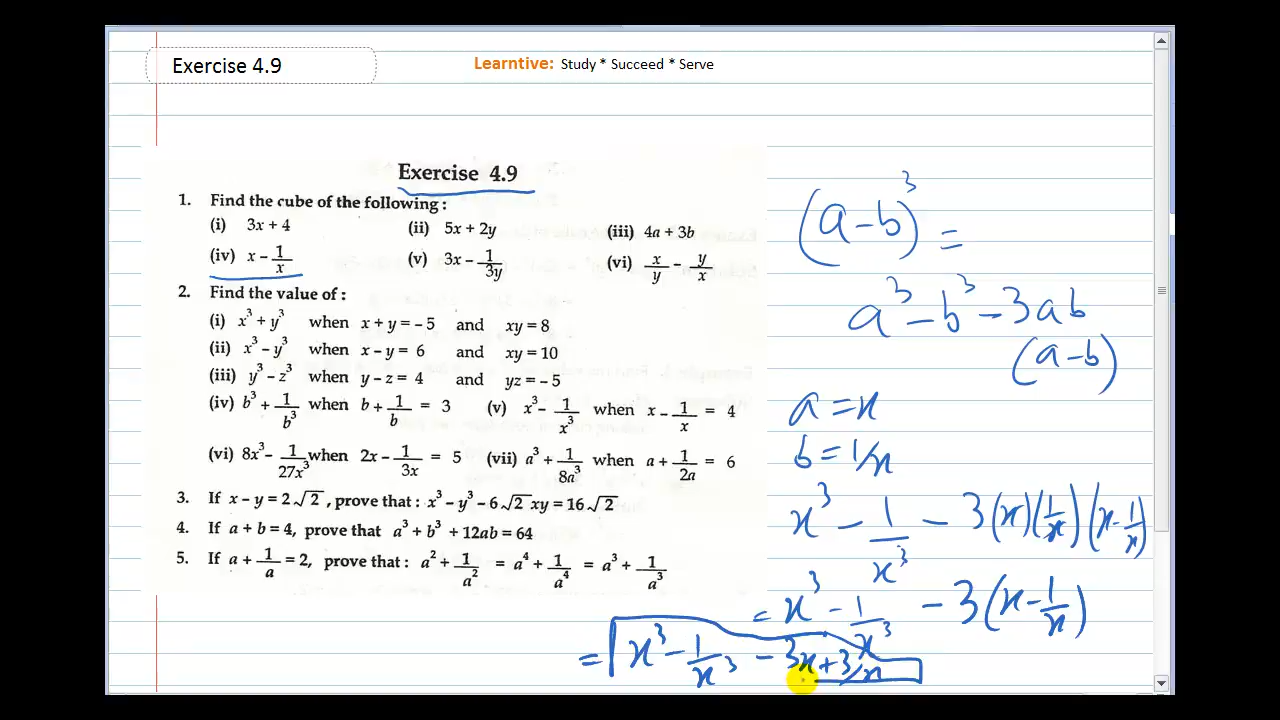 Exercise 4.9
Learntive: Study * Succeed * Serve
Exercise 4.9
1. Find the cube of the following :
(i) 3x + 4 (ii) 5x + 2y (iii) 4a + 3b
(iv) x - 1/x (v) 3x - 1/3y (vi) x/y - y/x
2. Find the value of :
(i) x³ + y³ when x + y = - 5 and xy = 8
(ii) x³ - y³ when x - y = 6 and xy = 10
(iii) y³ - z³ when y - z = 4 and yz = - 5
(iv) b³ + 1/b³ when b + 1/b = 3 (v) x³ - 1/x³ when x - 1/x = 4
(vi) 8x³ - 1/27x³ when 2x - 1/3x = 5 (vii) a³ + 1/8a³ when a + 1/2a = 6
3. If x - y = 2√2, prove that : x³ - y³ - 6√2 xy = 16√2
4. If a + b = 4, prove that a³ + b³ + 12ab = 64
5. If a + 1/a = 2, prove that : a² + 1/a² = a⁴ + 1/a⁴ = a³ + 1/a³
(a - b)³ =
a³ - b³ - 3ab
(a - b)
a = x
b = 1/x
x³ - 1/x³ - 3(x)(1/x)(x - 1/x)
= x³ - 1/x³ - 3(x - 1/x)
= x³ - 1/x³ - 3x + 3/x